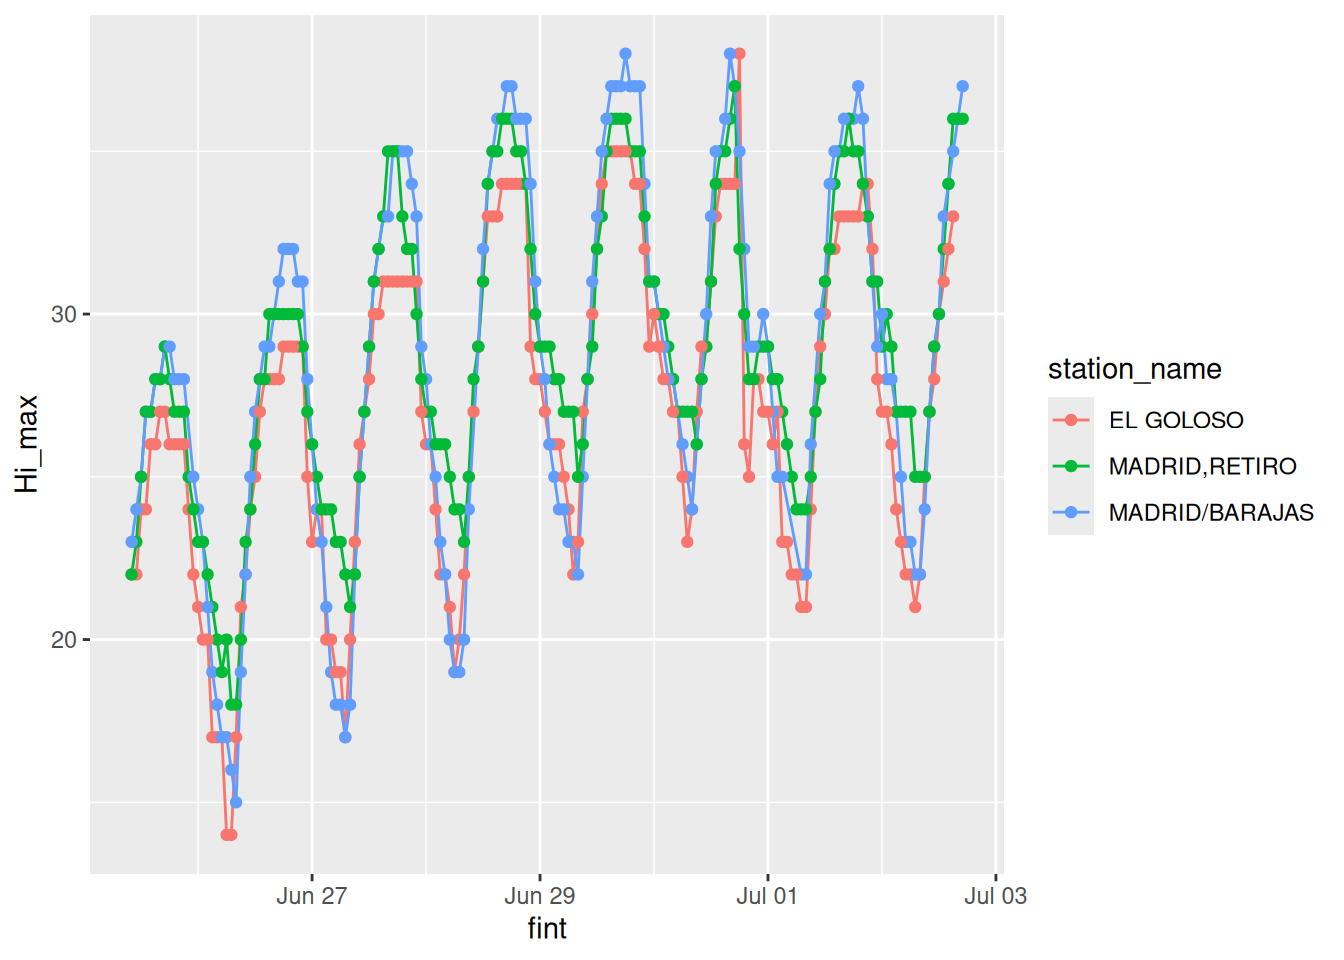 30
20
Hi_max
Jun 27
Jun 29
Jul 01
Jul 03
fint
station_name
EL GOLOSO
MADRID,RETIRO
MADRID/BARAJAS